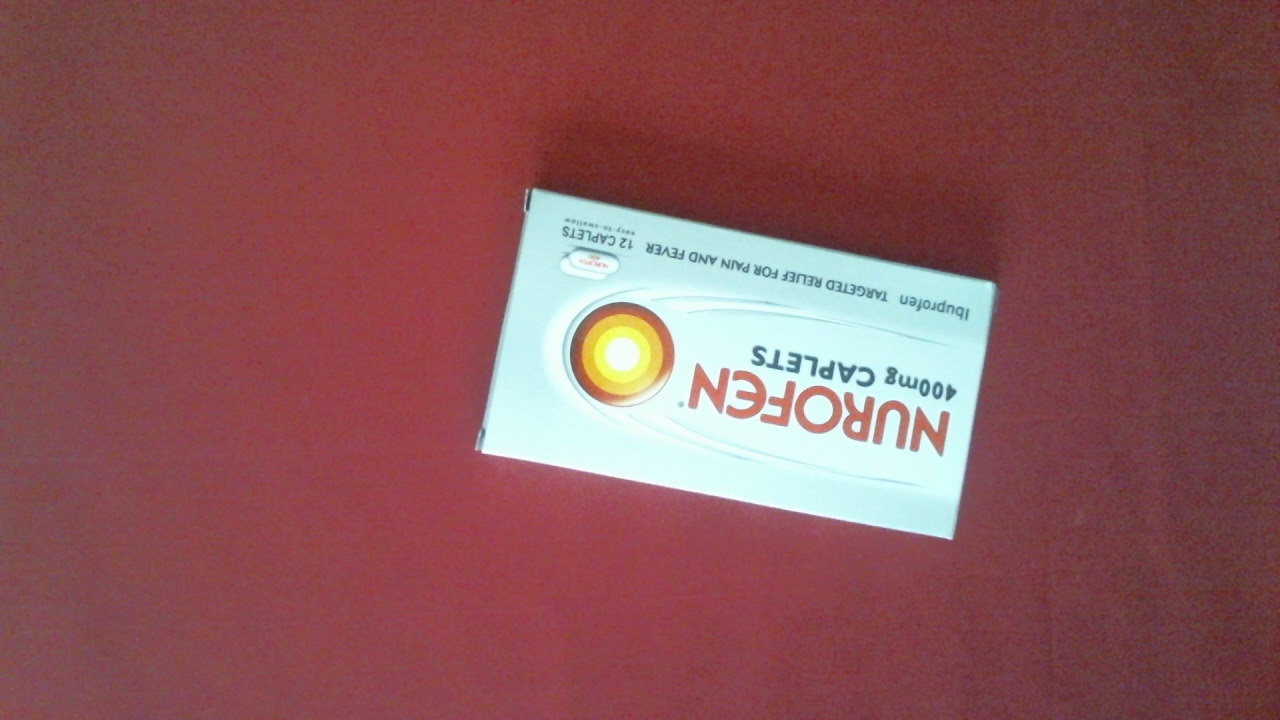 NUROFEN®
400mg CAPLETS
Ibuprofen TARGETED RELIEF FOR PAIN AND FEVER
12 CAPLETS
easy-to-swallow